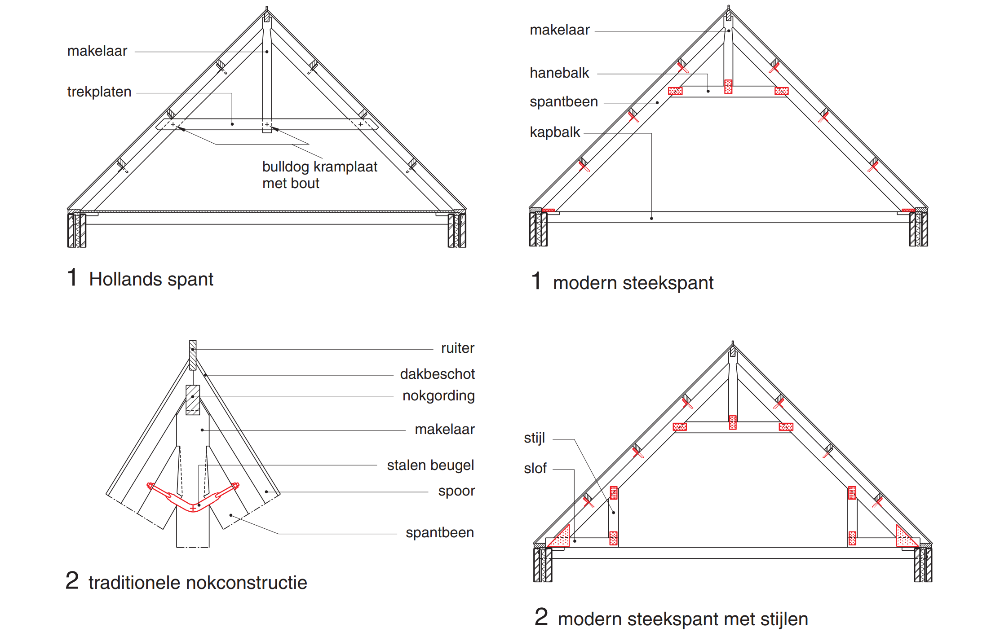 makelaar
trekplaten
bulldog kramplaat
met bout
1 Hollands spant
makelaar
hanebalk
spantbeen
kapbalk
1 modern steekspant
ruiter
dakbeschot
nokgording
makelaar
stalen beugel
spoor
spantbeen
2 traditionele nokconstructie
stijl
slof
2 modern steekspant met stijlen